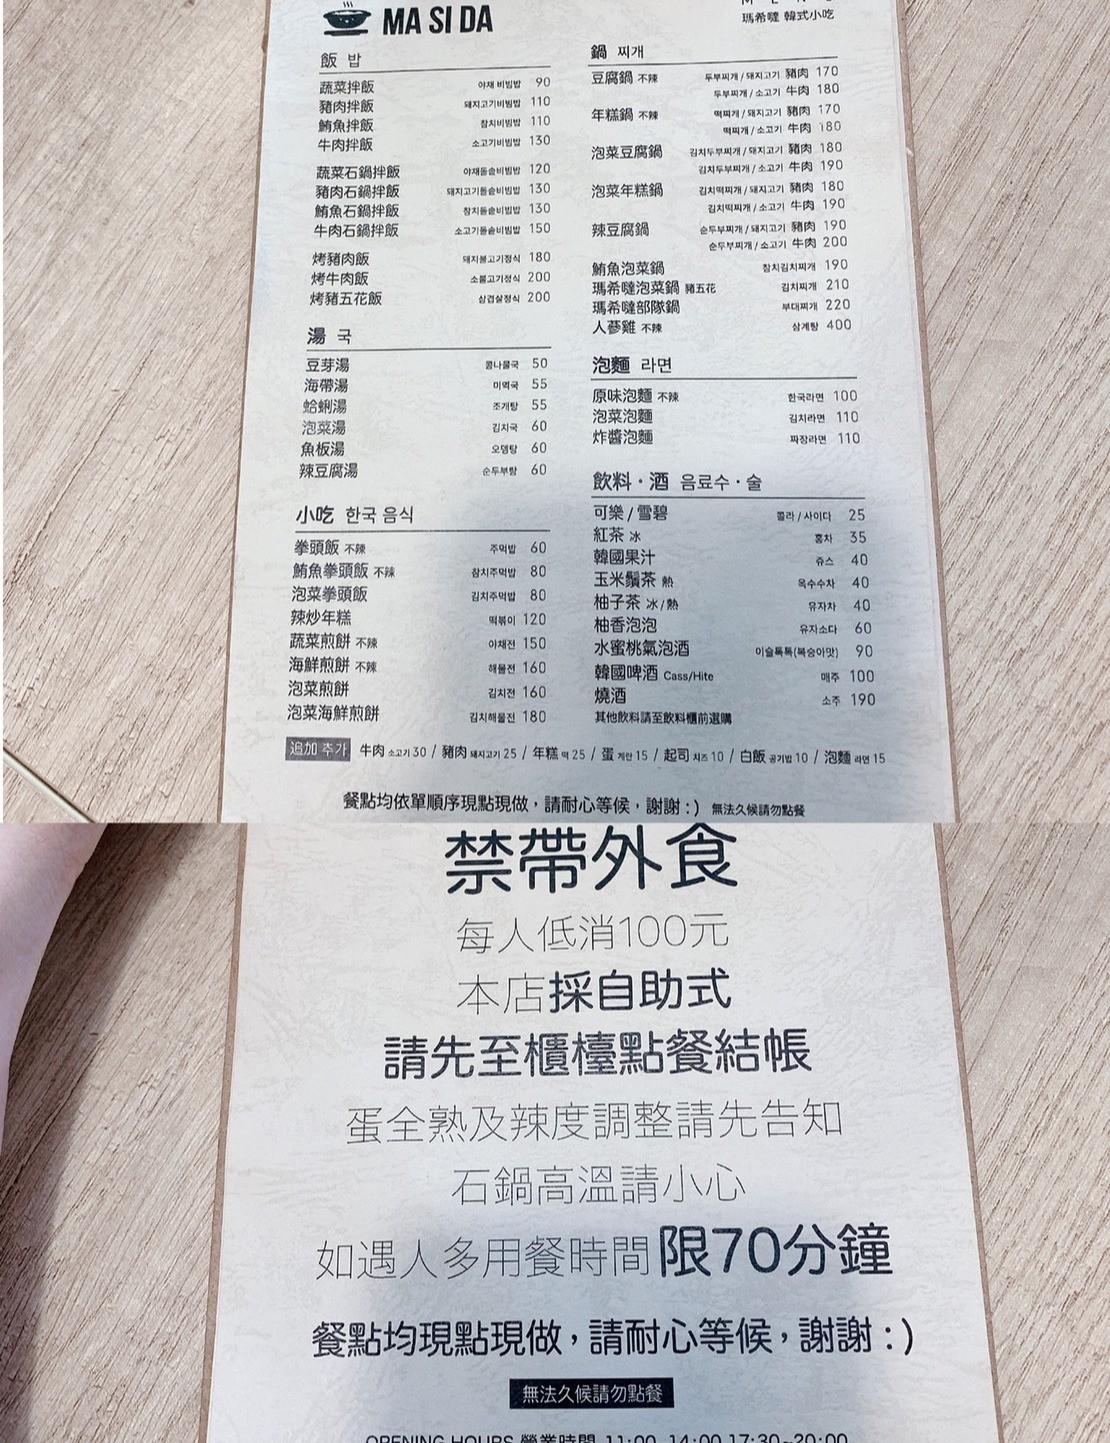 MA SI DA
瑪希噠 韓式小吃
飯 밥
蔬菜拌飯 야채 비빔밥 90
豬肉拌飯 돼지고기비빔밥 110
鮪魚拌飯 참치비빔밥 110
牛肉拌飯 소고기비빔밥 130
蔬菜石鍋拌飯 야채돌솥비빔밥 120
豬肉石鍋拌飯 돼지고기돌솥비빔밥 130
鮪魚石鍋拌飯 참치돌솥비빔밥 130
牛肉石鍋拌飯 소고기돌솥비빔밥 150
烤豬肉飯 돼지불고기정식 180
烤牛肉飯 소불고기정식 200
烤豬五花飯 삼겹살정식 200
湯 국
豆芽湯 콩나물국 50
海帶湯 미역국 55
蛤蜊湯 조개탕 55
泡菜湯 김치국 60
魚板湯 오뎅탕 60
辣豆腐湯 순두부탕 60
小吃 한국 음식
拳頭飯 不辣 주먹밥 60
鮪魚拳頭飯 不辣 참치주먹밥 80
泡菜拳頭飯 김치주먹밥 80
辣炒年糕 떡볶이 120
蔬菜煎餅 不辣 야채전 150
海鮮煎餅 不辣 해물전 160
泡菜煎餅 김치전 160
泡菜海鮮煎餅 김치해물전 180
鍋 찌개
豆腐鍋 不辣 두부찌개 / 돼지고기 豬肉 170
두부찌개 / 소고기 牛肉 180
年糕鍋 不辣 떡찌개 / 돼지고기 豬肉 170
떡찌개 / 소고기 牛肉 180
泡菜豆腐鍋 김치두부찌개 / 돼지고기 豬肉 180
김치두부찌개 / 소고기 牛肉 190
泡菜年糕鍋 김치떡찌개 / 돼지고기 豬肉 180
김치떡찌개 / 소고기 牛肉 190
辣豆腐鍋 순두부찌개 / 돼지고기 豬肉 190
순두부찌개 / 소고기 牛肉 200
鮪魚泡菜鍋 참치김치찌개 190
瑪希噠泡菜鍋 豬五花 김치찌개 210
瑪希噠部隊鍋 부대찌개 220
人蔘雞 不辣 삼계탕 400
泡麵 라면
原味泡麵 不辣 한국라면 100
泡菜泡麵 김치라면 110
炸醬泡麵 짜장라면 110
飲料・酒 음료수・술
可樂 / 雪碧 콜라 / 사이다 25
紅茶 冰 홍차 35
韓國果汁 쥬스 40
玉米鬚茶 熱 옥수수차 40
柚子茶 冰/熱 유자차 40
柚香泡泡 유자소다 60
水蜜桃氣泡酒 이슬톡톡(복숭아맛) 90
韓國啤酒 Cass/Hite 매주 100
燒酒 소주 190
其他飲料請至飲料櫃前選購
追加 추가 牛肉 소고기 30 / 豬肉 돼지고기 25 / 年糕 떡 25 / 蛋 계란 15 / 起司 치즈 10 / 白飯 공기밥 10 / 泡麵 라면 15
餐點均依單順序現點現做，請耐心等候，謝謝：) 無法久候請勿點餐
禁帶外食
每人低消100元
本店採自助式
請先至櫃檯點餐結帳
蛋全熟及辣度調整請先告知
石鍋高溫請小心
如遇人多用餐時間限70分鐘
餐點均現點現做，請耐心等候，謝謝：)
無法久候請勿點餐
OPENING HOURS 營業時間 11:00~14:00 17:30~20:00